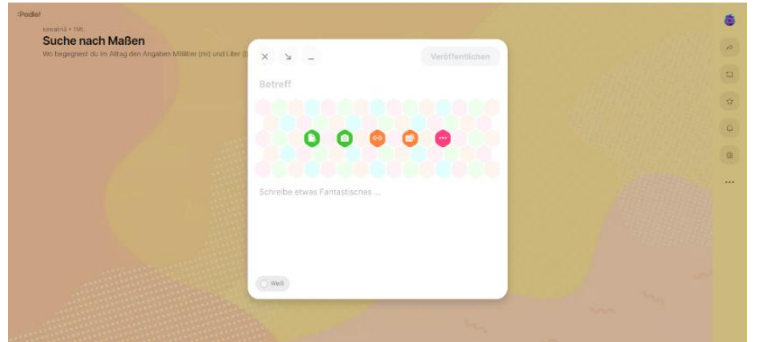 :Padlet
Suche nach Maßen
Wo begegnest du im Alltag den Angaben Milliliter (ml) und Liter
Veröffentlichen
Betreff
Schreibe etwas Fantastisches ...
Weiß